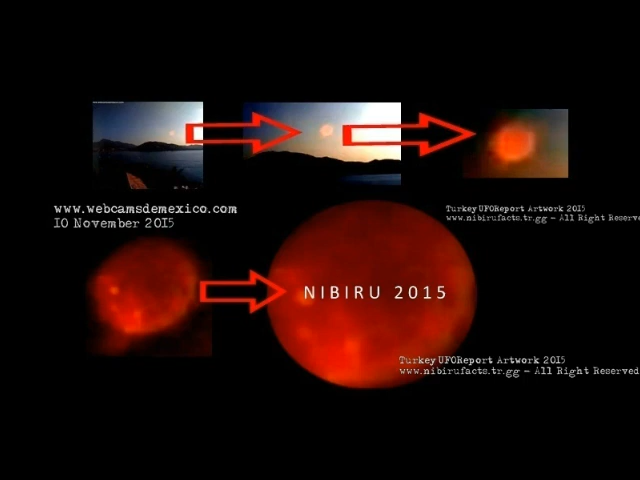 www.webcamsdemexico.com
10 November 2015
Turkey UFOReport Artwork 2015
www.nibirufacts.tr.gg - All Right Reserve
NIBIRU 2015
Turkey UFOReport Artwork 2015
www.nibirufacts.tr.gg - All Right Reserved